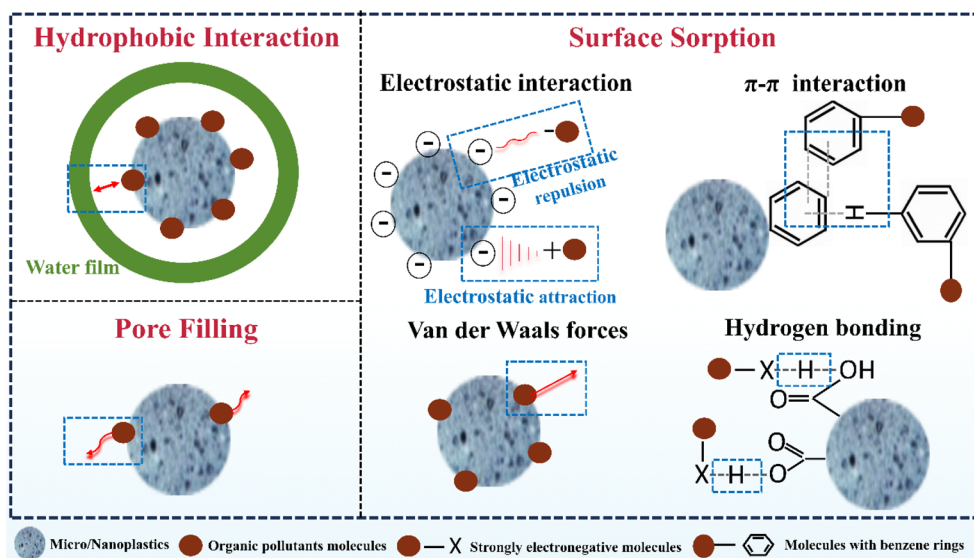 Hydrophobic Interaction
Water film
Pore Filling
Surface Sorption
Electrostatic interaction
−
−
−
−
−
−
−
−
Electrostatic
repulsion
−
+
Electrostatic attraction
π-π interaction
H
Van der Waals forces
Hydrogen bonding
X H OH
O
X H O
O
Micro/Nanoplastics
Organic pollutants molecules
X Strongly electronegative molecules
Molecules with benzene rings